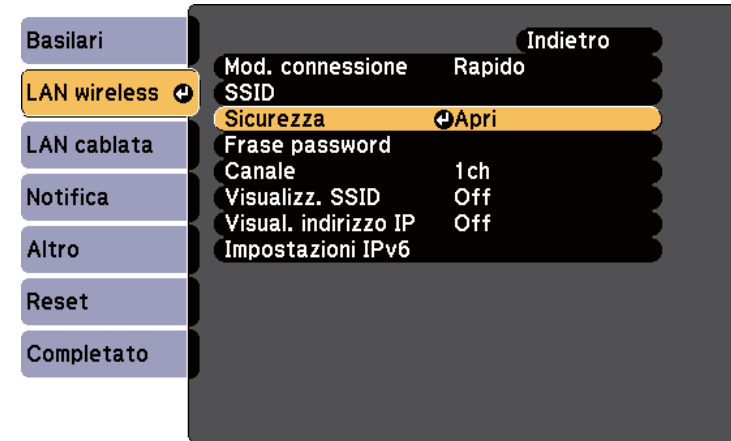 Basilari
LAN wireless
LAN cablata
Notifica
Altro
Reset
Completato
Indietro
Mod. connessione Rapido
SSID
Sicurezza Apri
Frase password
Canale 1ch
Visualizz. SSID Off
Visual. indirizzo IP Off
Impostazioni IPv6